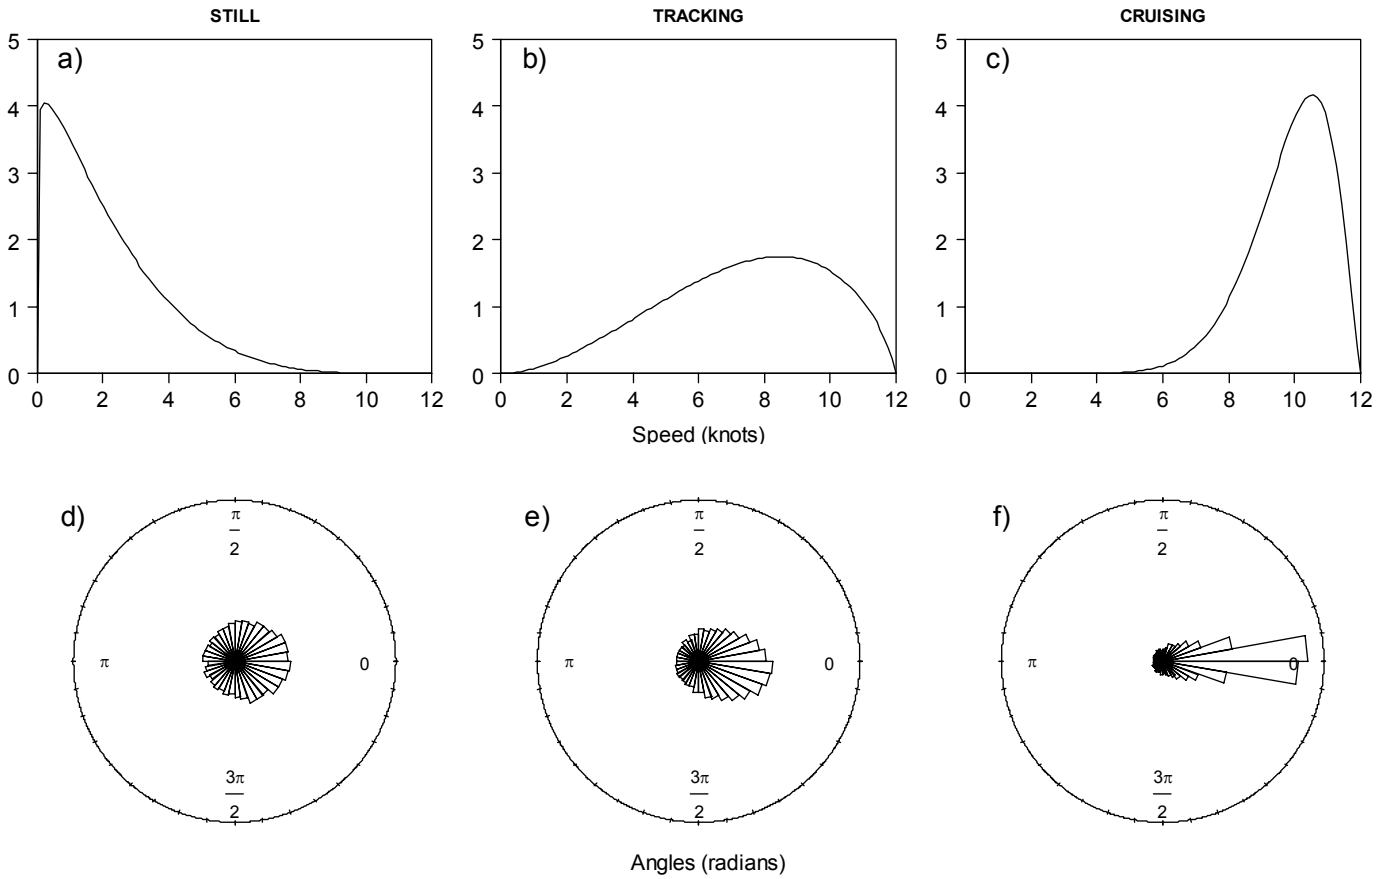 STILL TRACKING CRUISING
a) b) c)
5 5 5
4 4 4
3 3 3
2 2 2
1 1 1
0 0 0
0 2 4 6 8 10 12 0 2 4 6 8 10 12 0 2 4 6 8 10 12
Speed (knots)
d) e) f)
π π π
2 2 2
π 0 π 0 π 0
3π 3π 3π
2 2 2
Angles (radians)